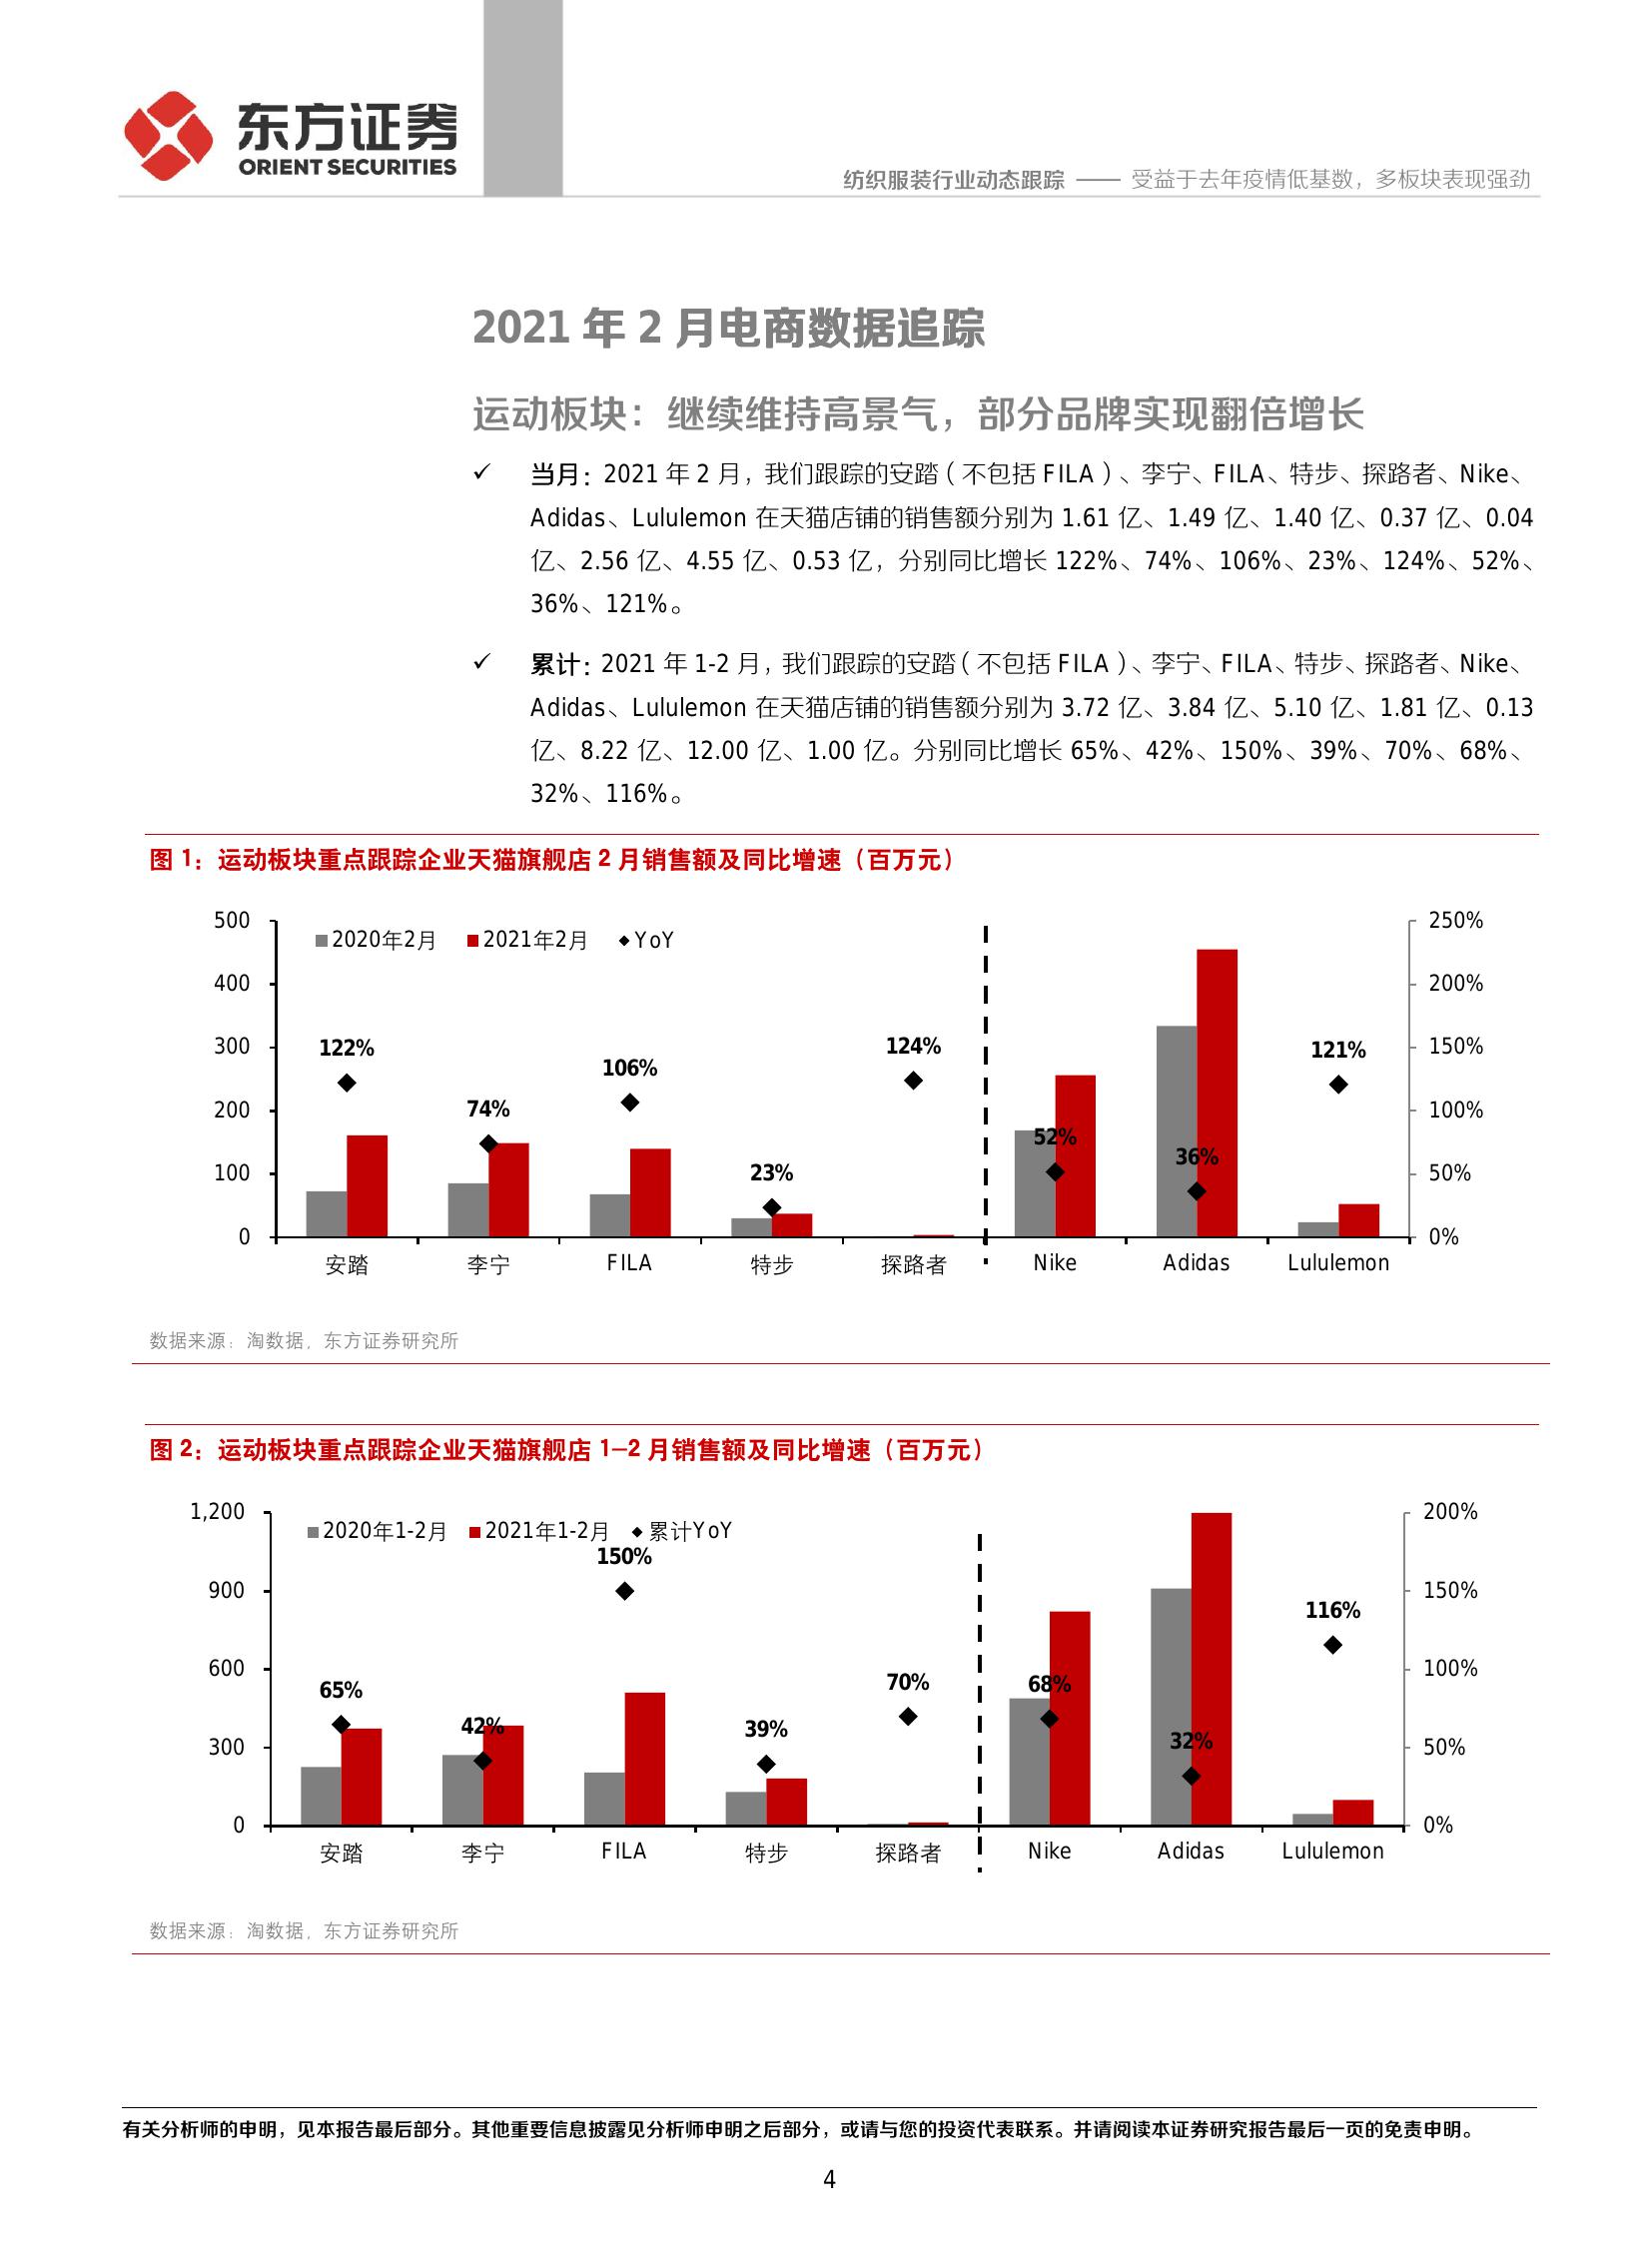 东方证券
ORIENT SECURITIES
纺织服装行业动态跟踪 —— 受益于去年疫情低基数，多板块表现强劲
2021 年 2 月电商数据追踪
运动板块：继续维持高景气，部分品牌实现翻倍增长
✓ 当月：2021 年 2 月，我们跟踪的安踏（不包括 FILA）、李宁、FILA、特步、探路者、Nike、
Adidas、Lululemon 在天猫店铺的销售额分别为 1.61 亿、1.49 亿、1.40 亿、0.37 亿、0.04
亿、2.56 亿、4.55 亿、0.53 亿，分别同比增长 122%、74%、106%、23%、124%、52%、
36%、121%。
✓ 累计：2021 年 1-2 月，我们跟踪的安踏（不包括 FILA）、李宁、FILA、特步、探路者、Nike、
Adidas、Lululemon 在天猫店铺的销售额分别为 3.72 亿、3.84 亿、5.10 亿、1.81 亿、0.13
亿、8.22 亿、12.00 亿、1.00 亿。分别同比增长 65%、42%、150%、39%、70%、68%、
32%、116%。
图 1：运动板块重点跟踪企业天猫旗舰店 2 月销售额及同比增速（百万元）
500 250%
2020年2月 2021年2月 YoY
400 200%
300 150%
122% 74% 106% 23% 124% 52% 36% 121%
200 100%
100 50%
0 0%
安踏 李宁 FILA 特步 探路者 Nike Adidas Lululemon
数据来源：淘数据，东方证券研究所
图 2：运动板块重点跟踪企业天猫旗舰店 1–2 月销售额及同比增速（百万元）
1,200 200%
2020年1-2月 2021年1-2月 累计YoY
900 150%
65% 42% 150% 39% 70% 68% 32% 116%
600 100%
300 50%
0 0%
安踏 李宁 FILA 特步 探路者 Nike Adidas Lululemon
数据来源：淘数据，东方证券研究所
有关分析师的申明，见本报告最后部分。其他重要信息披露见分析师申明之后部分，或请与您的投资代表联系。并请阅读本证券研究报告最后一页的免责申明。
4